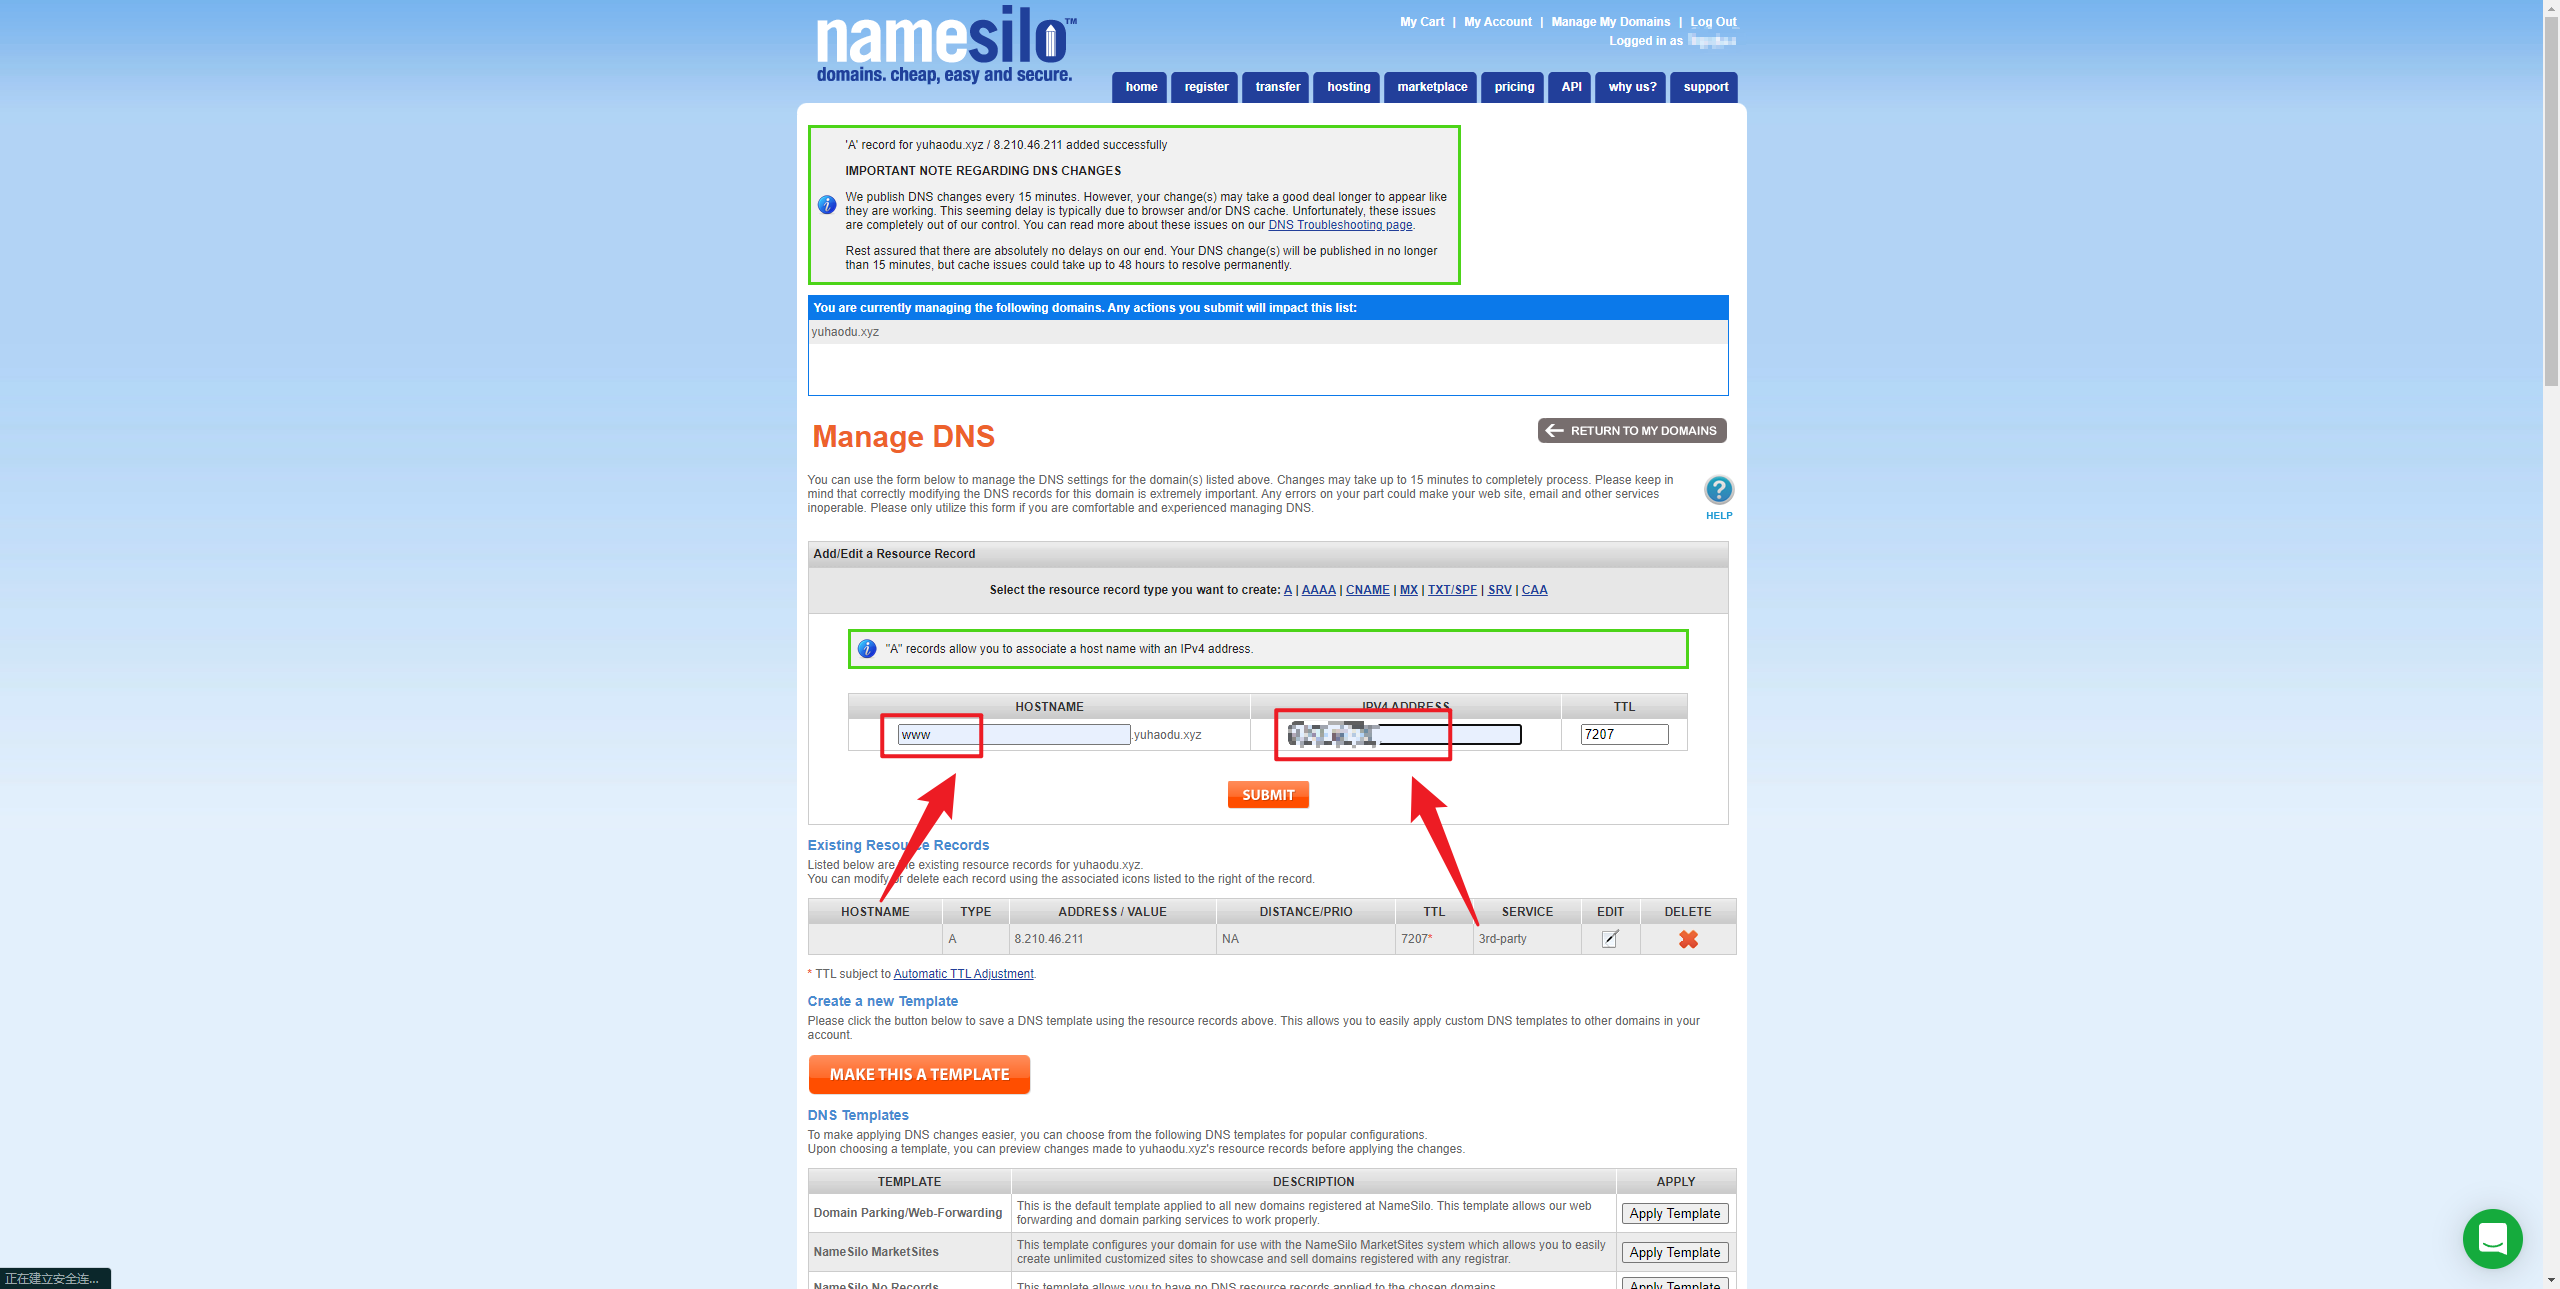 My Cart | My Account | Manage My Domains | Log Out
Logged in as
namesilo™
domains. cheap, easy and secure.
home register transfer hosting marketplace pricing API why us? support
'A' record for yuhaodu.xyz / 8.210.46.211 added successfully
IMPORTANT NOTE REGARDING DNS CHANGES
We publish DNS changes every 15 minutes. However, your change(s) may take a good deal longer to appear like
they are working. This seeming delay is typically due to browser and/or DNS cache. Unfortunately, these issues
are completely out of our control. You can read more about these issues on our DNS Troubleshooting page.
Rest assured that there are absolutely no delays on our end. Your DNS change(s) will be published in no longer
than 15 minutes, but cache issues could take up to 48 hours to resolve permanently.
You are currently managing the following domains. Any actions you submit will impact this list:
yuhaodu.xyz
Manage DNS
RETURN TO MY DOMAINS
You can use the form below to manage the DNS settings for the domain(s) listed above. Changes may take up to 15 minutes to completely process. Please keep in
mind that correctly modifying the DNS records for this domain is extremely important. Any errors on your part could make your web site, email and other services
inoperable. Please only utilize this form if you are comfortable and experienced managing DNS.
HELP
Add/Edit a Resource Record
Select the resource record type you want to create: A | AAAA | CNAME | MX | TXT/SPF | SRV | CAA
"A" records allow you to associate a host name with an IPv4 address.
HOSTNAME IPV4 ADDRESS TTL
www .yuhaodu.xyz 7207
SUBMIT
Existing Resource Records
Listed below are the existing resource records for yuhaodu.xyz.
You can modify or delete each record using the associated icons listed to the right of the record.
HOSTNAME TYPE ADDRESS / VALUE DISTANCE/PRIO TTL SERVICE EDIT DELETE
A 8.210.46.211 NA 7207* 3rd-party
* TTL subject to Automatic TTL Adjustment.
Create a new Template
Please click the button below to save a DNS template using the resource records above. This allows you to easily apply custom DNS templates to other domains in your
account.
MAKE THIS A TEMPLATE
DNS Templates
To make applying DNS changes easier, you can choose from the following DNS templates for popular configurations.
Upon choosing a template, you can preview changes made to yuhaodu.xyz's resource records before applying the changes.
TEMPLATE DESCRIPTION APPLY
Domain Parking/Web-Forwarding This is the default template applied to all new domains registered at NameSilo. This template allows our web
forwarding and domain parking services to work properly. Apply Template
NameSilo MarketSites This template configures your domain for use with the NameSilo MarketSites system which allows you to easily
create unlimited customized sites to showcase and sell domains registered with any registrar. Apply Template
NameSilo No Records This template allows you to have no DNS resource records applied to the chosen domains. Apply Template
正在建立安全连...